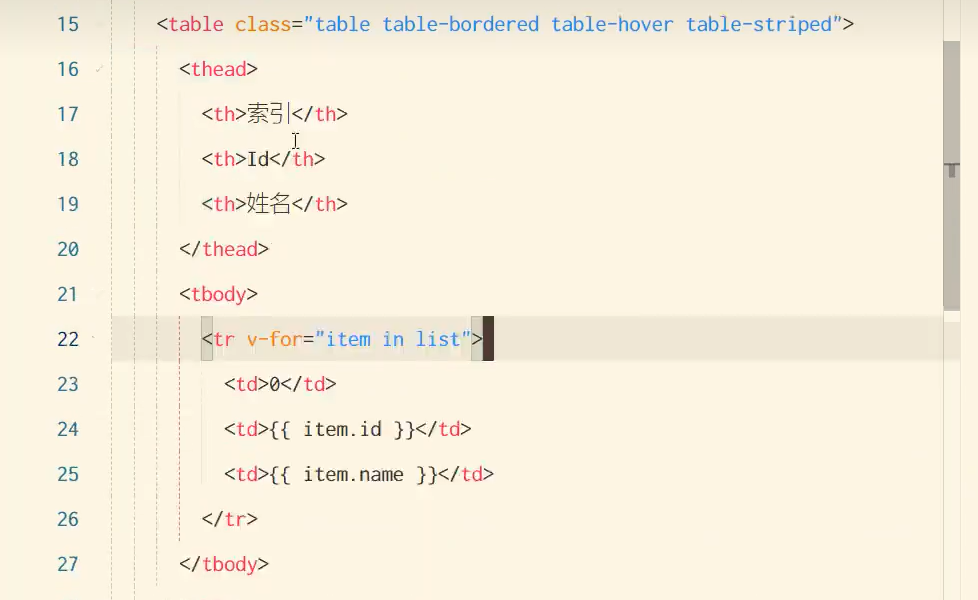 15 <table class="table table-bordered table-hover table-striped">
16 <thead>
17 <th>索引</th>
18 <th>Id</th>
19 <th>姓名</th>
20 </thead>
21 <tbody>
22 <tr v-for="item in list">
23 <td>0</td>
24 <td>{{ item.id }}</td>
25 <td>{{ item.name }}</td>
26 </tr>
27 </tbody>